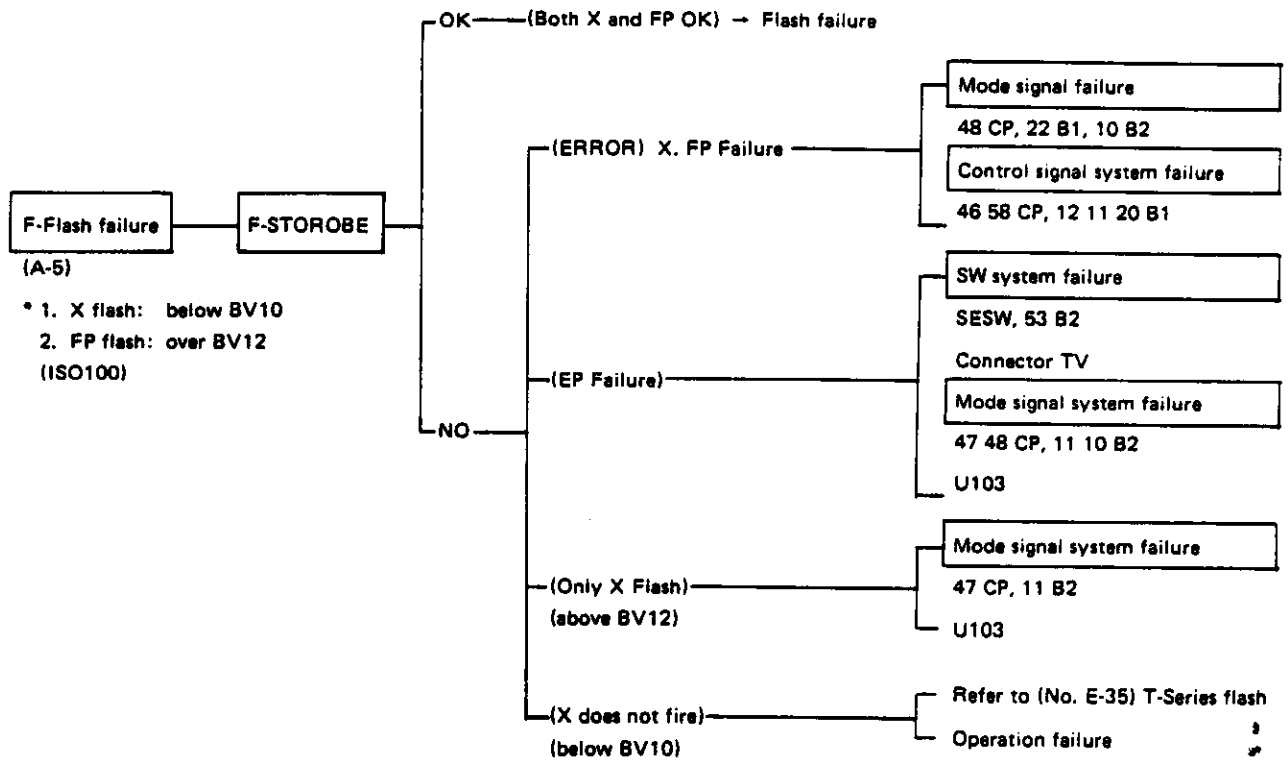 OK (Both X and FP OK) → Flash failure
Mode signal failure
48 CP, 22 B1, 10 B2
(ERROR) X. FP Failure
Control signal system failure
46 58 CP, 12 11 20 B1
F-Flash failure
F-STOROBE
(A-5)
* 1. X flash: below BV10
2. FP flash: over BV12
(ISO100)
SW system failure
SESW, 53 B2
Connector TV
(EP Failure)
Mode signal system failure
47 48 CP, 11 10 B2
U103
NO
Mode signal system failure
(Only X Flash)
47 CP, 11 B2
(above BV12)
U103
Refer to (No. E-35) T-Series flash
(X does not fire)
Operation failure
(below BV10)